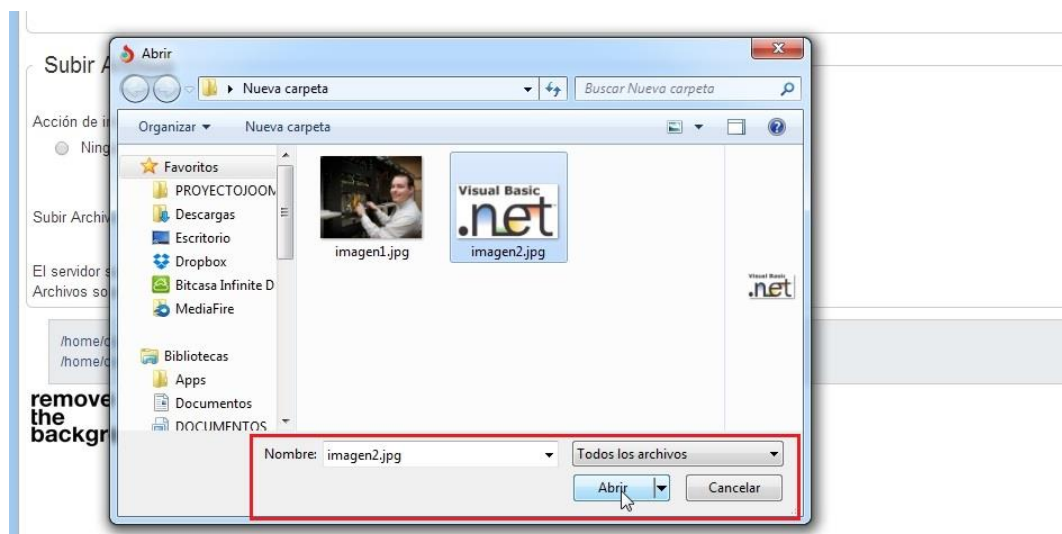 Subir A
Abrir
Nueva carpeta
Buscar Nueva carpeta
Organizar
Nueva carpeta
Acción de in
Ning
Subir Archiv
El servidor s
Archivos so
/home/c
/home/c
remove
the
backgr
Favoritos
PROYECTOJOOM
Descargas
Escritorio
Dropbox
Bitcasa Infinite D
MediaFire
Bibliotecas
Apps
Documentos
DOCUMENTOS
Visual Basic
.net
imagen1.jpg
imagen2.jpg
Visual Basic
.net
Nombre: imagen2.jpg
Todos los archivos
Abrir
Cancelar